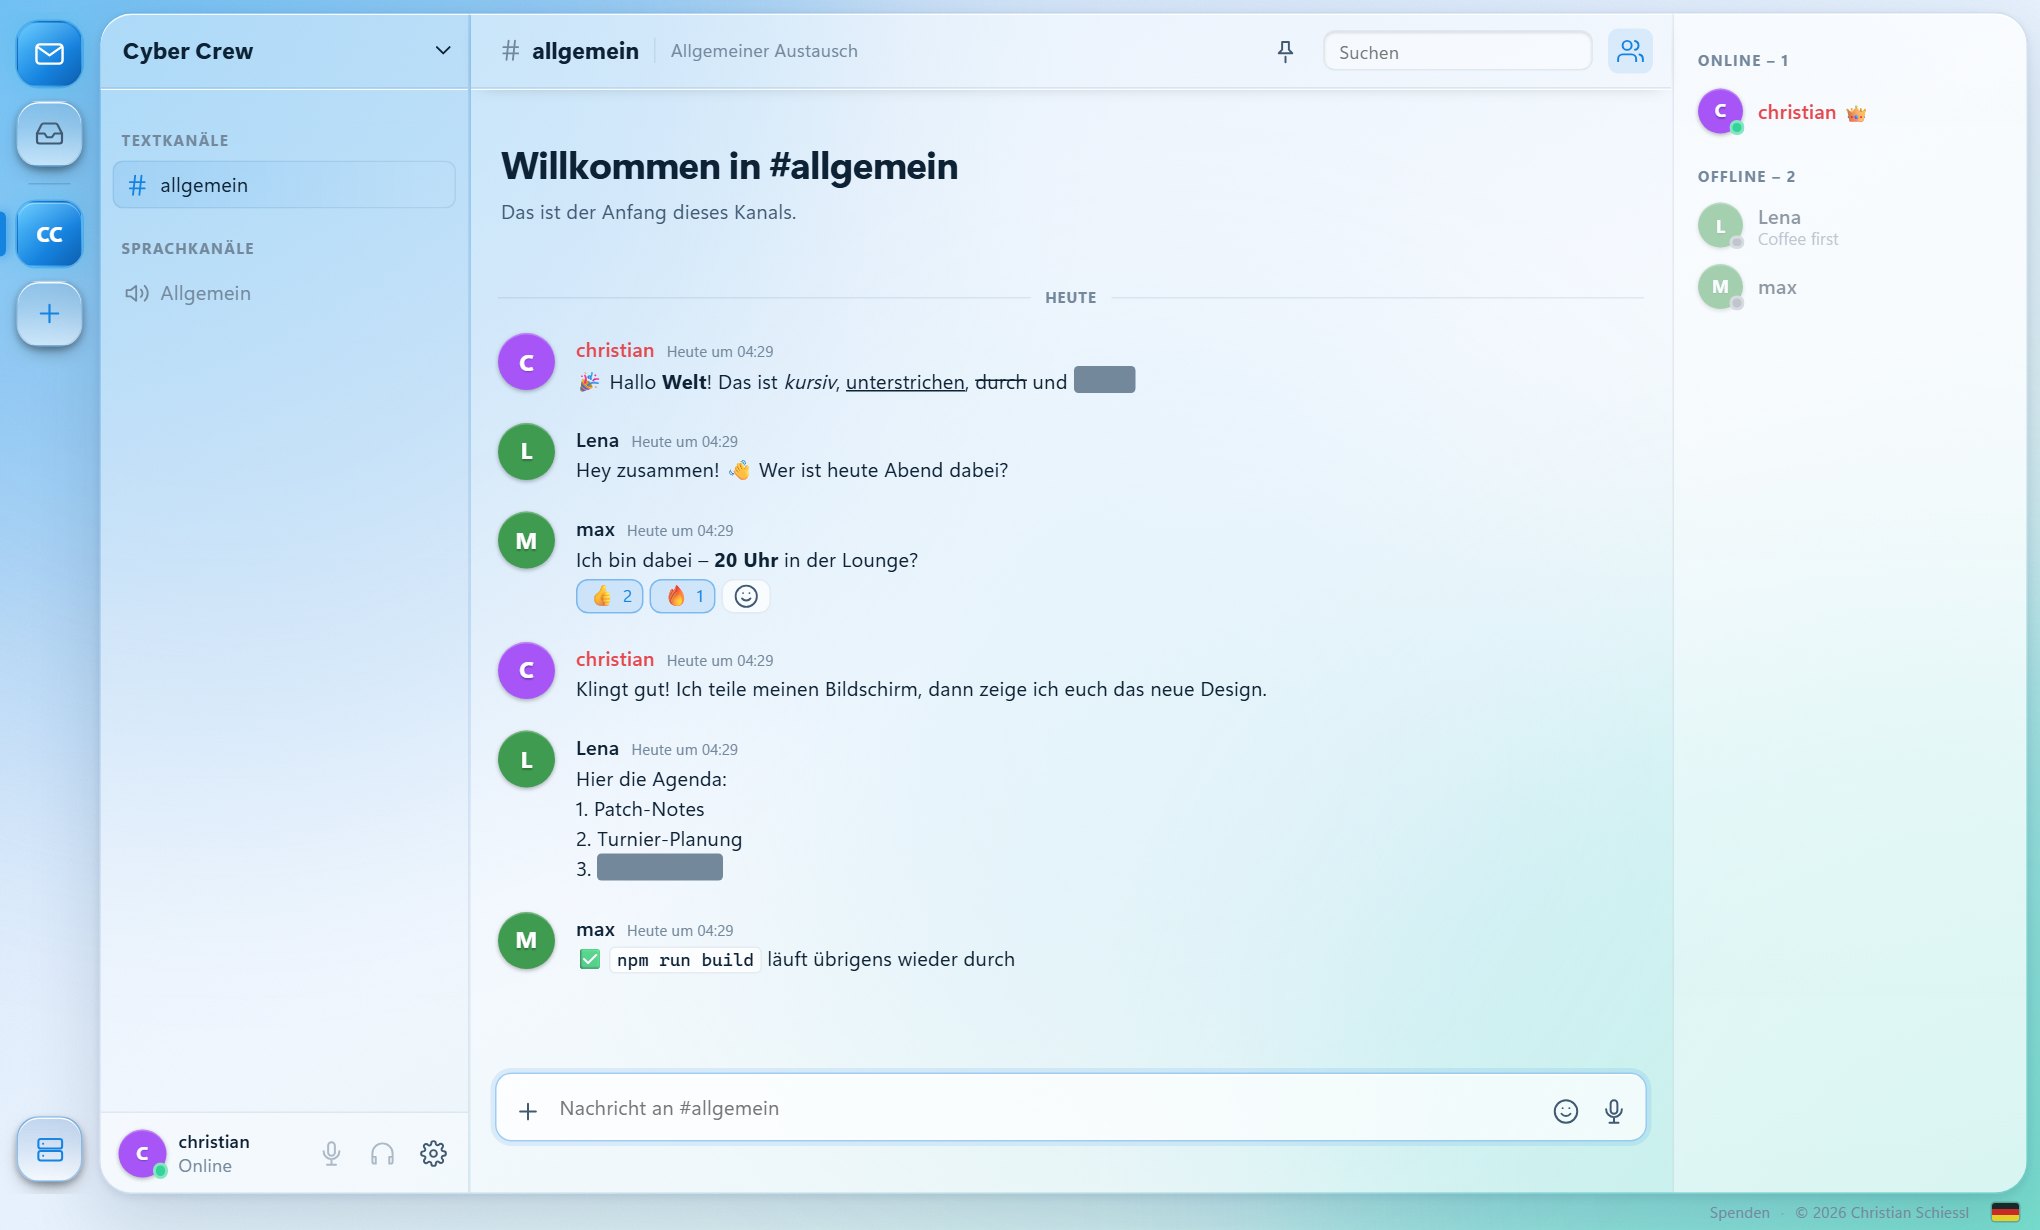 Cyber Crew
TEXTKANÄLE
# allgemein
SPRACHKANÄLE
Allgemein
CC
christian
Online
C
# allgemein
Allgemeiner Austausch
Suchen
Willkommen in #allgemein
Das ist der Anfang dieses Kanals.
HEUTE
C
christian Heute um 04:29
🎉 Hallo Welt! Das ist kursiv, unterstrichen, durch und
L
Lena Heute um 04:29
Hey zusammen! 👋 Wer ist heute Abend dabei?
M
max Heute um 04:29
Ich bin dabei – 20 Uhr in der Lounge?
👍 2 🔥 1
C
christian Heute um 04:29
Klingt gut! Ich teile meinen Bildschirm, dann zeige ich euch das neue Design.
L
Lena Heute um 04:29
Hier die Agenda:
1. Patch-Notes
2. Turnier-Planung
3.
M
max Heute um 04:29
✅ npm run build läuft übrigens wieder durch
Nachricht an #allgemein
ONLINE – 1
C
christian
OFFLINE – 2
L
Lena
Coffee first
M
max
Spenden · © 2026 Christian Schiessl